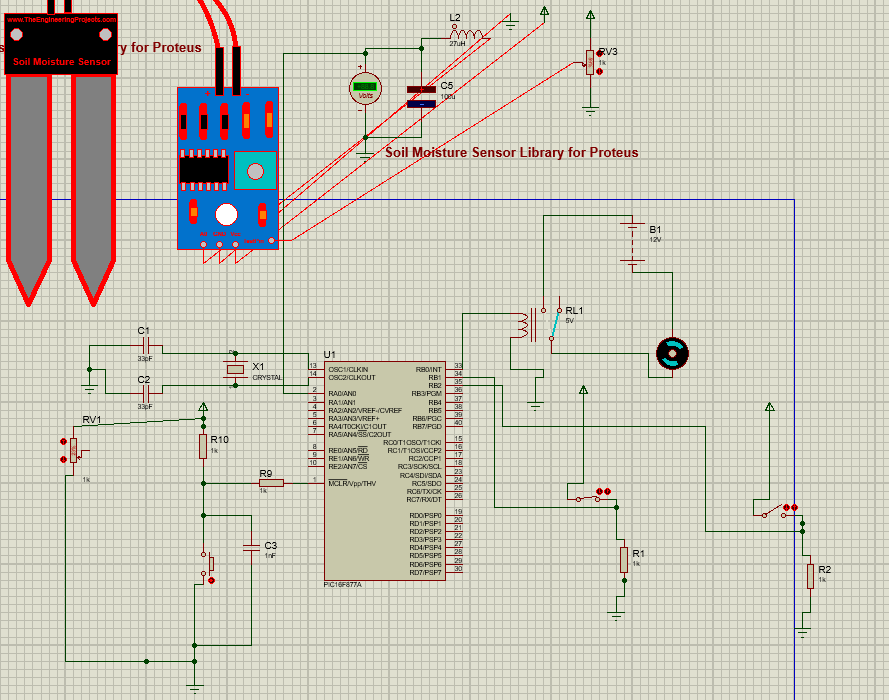 www.TheEngineeringProjects.com
Soil Moisture Sensor
s
ry for Proteus
L2
27uH
RV3
1k
Volts
C5
Soil Moisture Sensor Library for Proteus
B1
12V
RL1
5V
C1
33pF
C2
33pF
X1
CRYSTAL
RV1
1k
R10
1k
R9
1k
C3
1nF
U1
13 OSC1/CLKIN
14 OSC2/CLKOUT
2 RA0/AN0
3 RA1/AN1
4 RA2/AN2/VREF-/CVREF
5 RA3/AN3/VREF+
6 RA4/T0CKI/C1OUT
7 RA5/AN4/SS/C2OUT
8 RE0/AN5/RD
9 RE1/AN6/WR
10 RE2/AN7/CS
1 MCLR/Vpp/THV
RB0/INT 33
RB1 34
RB2 35
RB3/PGM 36
RB4 37
RB5 38
RB6/PGC 39
RB7/PGD 40
RC0/T1OSO/T1CKI 15
RC1/T1OSI/CCP2 16
RC2/CCP1 17
RC3/SCK/SCL 18
RC4/SDI/SDA 23
RC5/SDO 24
RC6/TX/CK 25
RC7/RX/DT 26
RD0/PSP0 19
RD1/PSP1 20
RD2/PSP2 21
RD3/PSP3 22
RD4/PSP4 27
RD5/PSP5 28
RD6/PSP6 29
RD7/PSP7 30
PIC16F877A
R1
1k
R2
1k